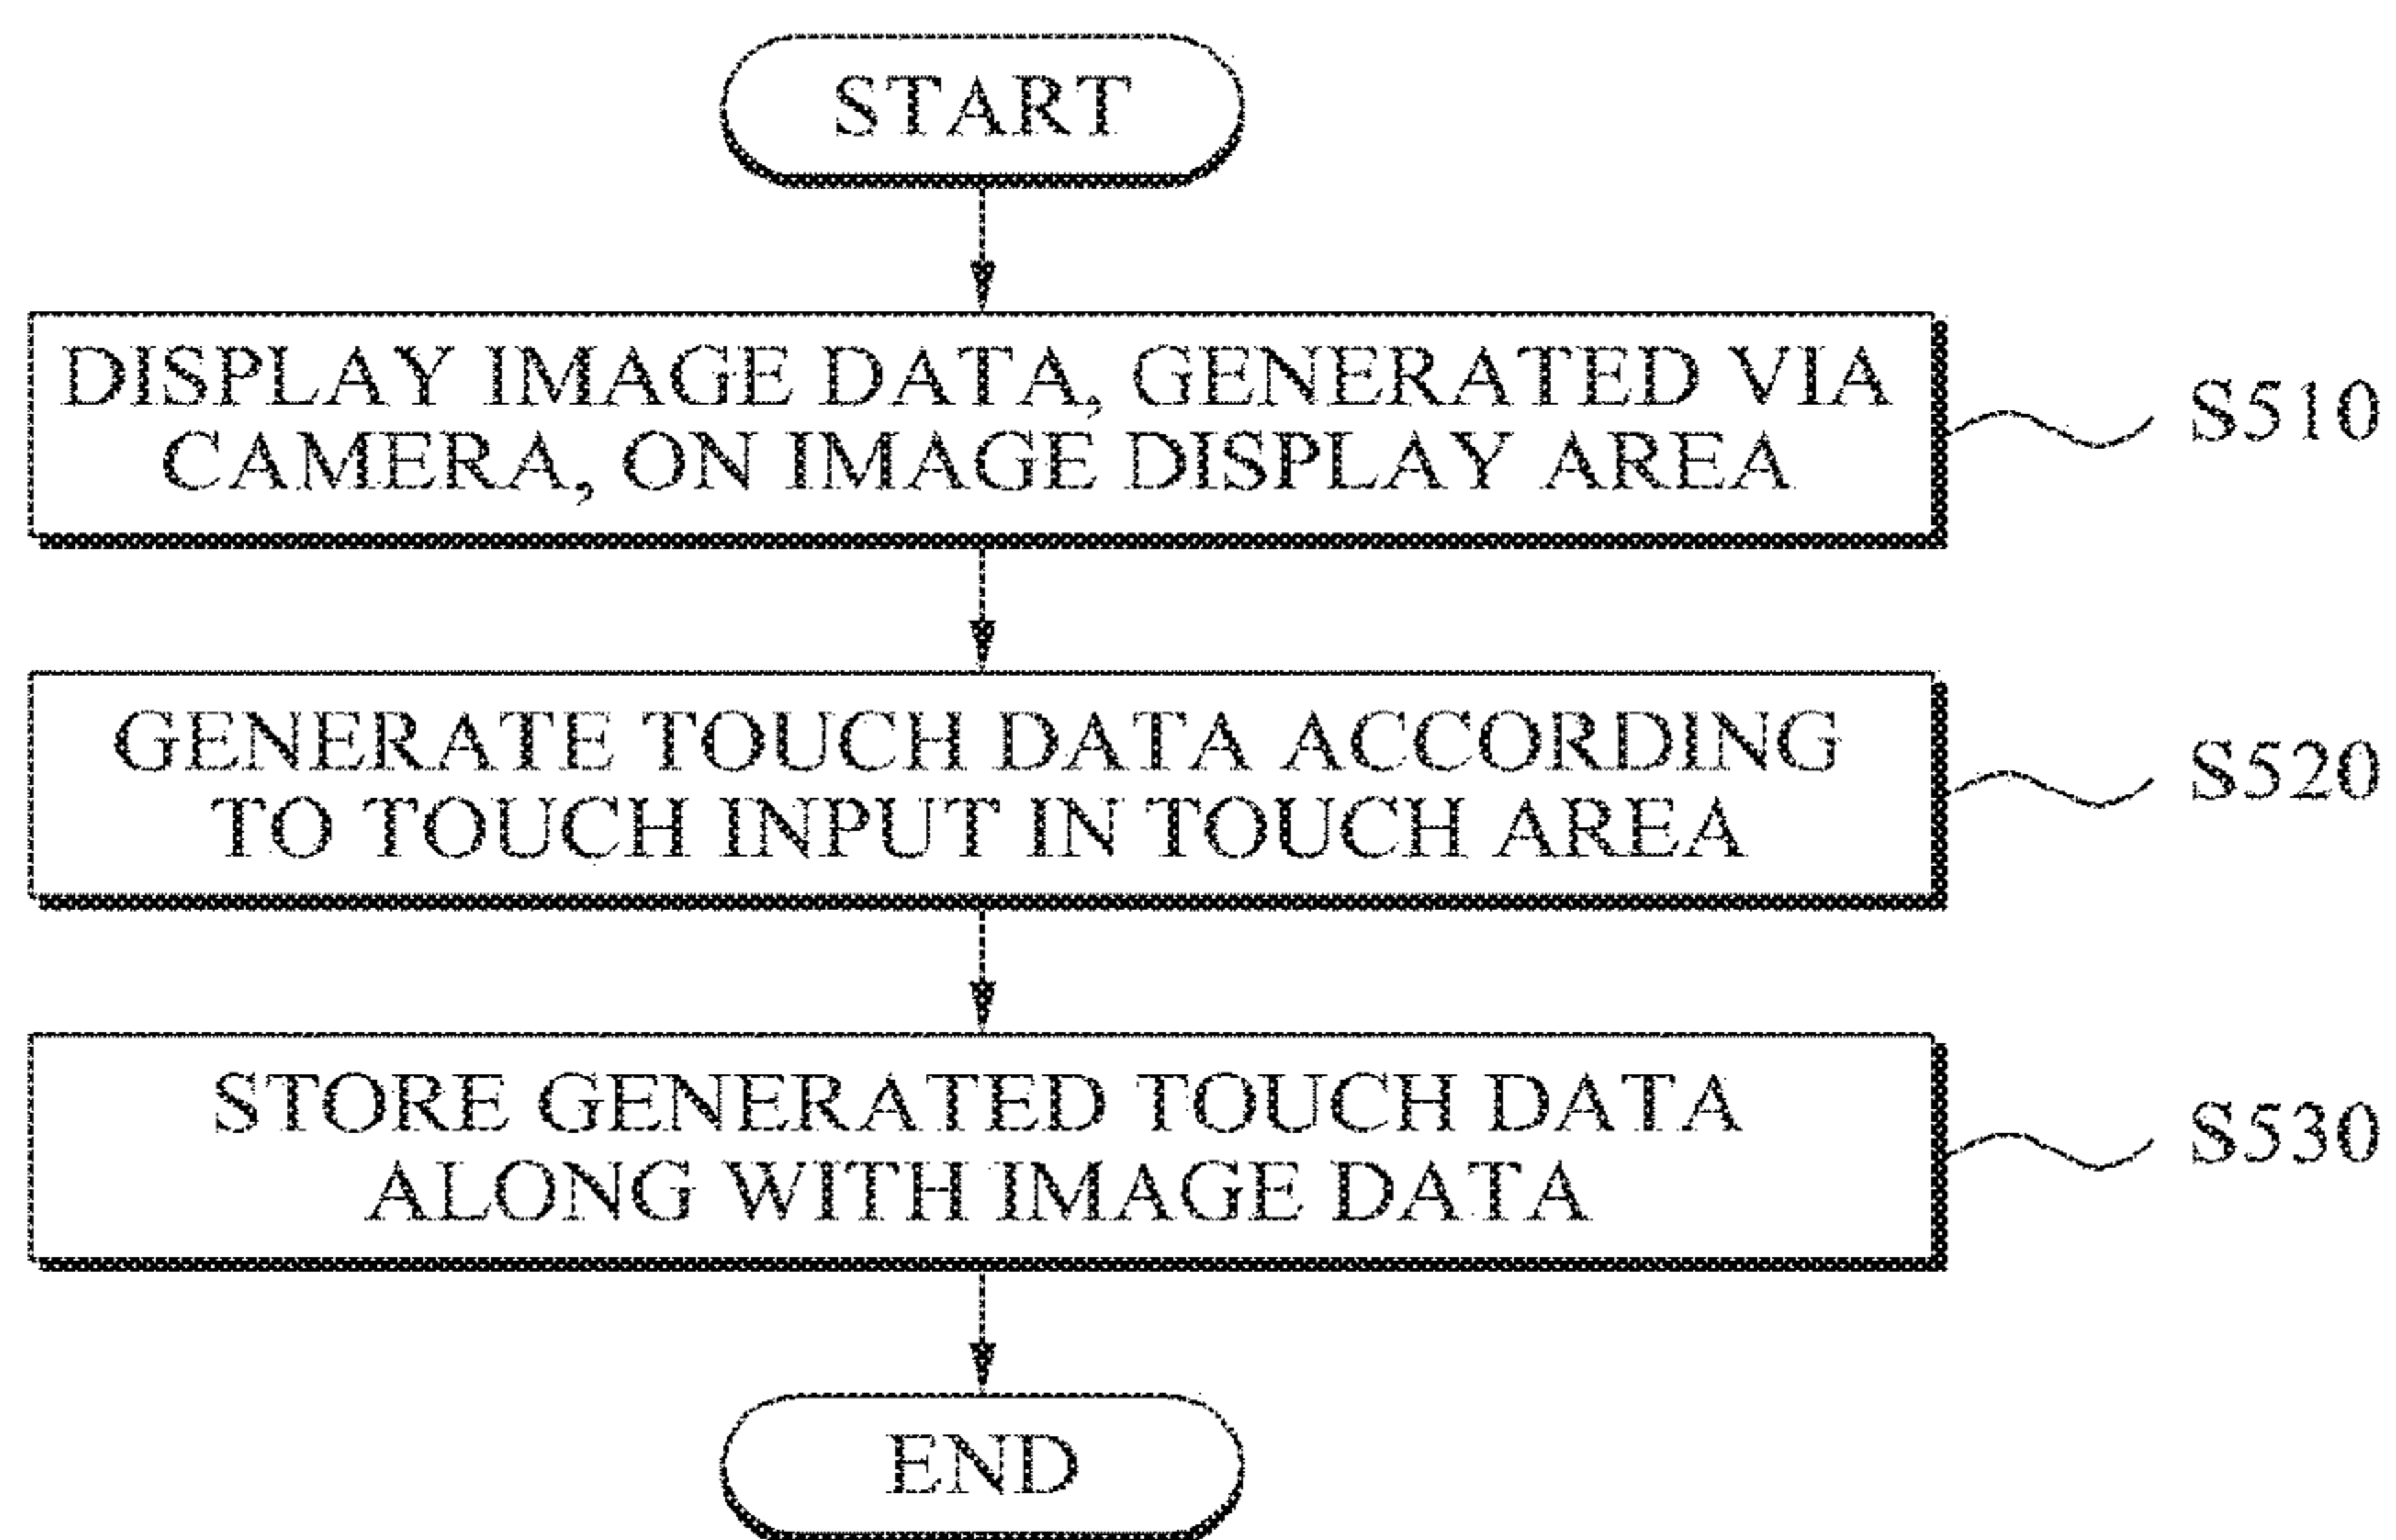 START
DISPLAY IMAGE DATA, GENERATED VIA
CAMERA, ON IMAGE DISPLAY AREA
S510
GENERATE TOUCH DATA ACCORDING
TO TOUCH INPUT IN TOUCH AREA
S520
STORE GENERATED TOUCH DATA
ALONG WITH IMAGE DATA
S530
END